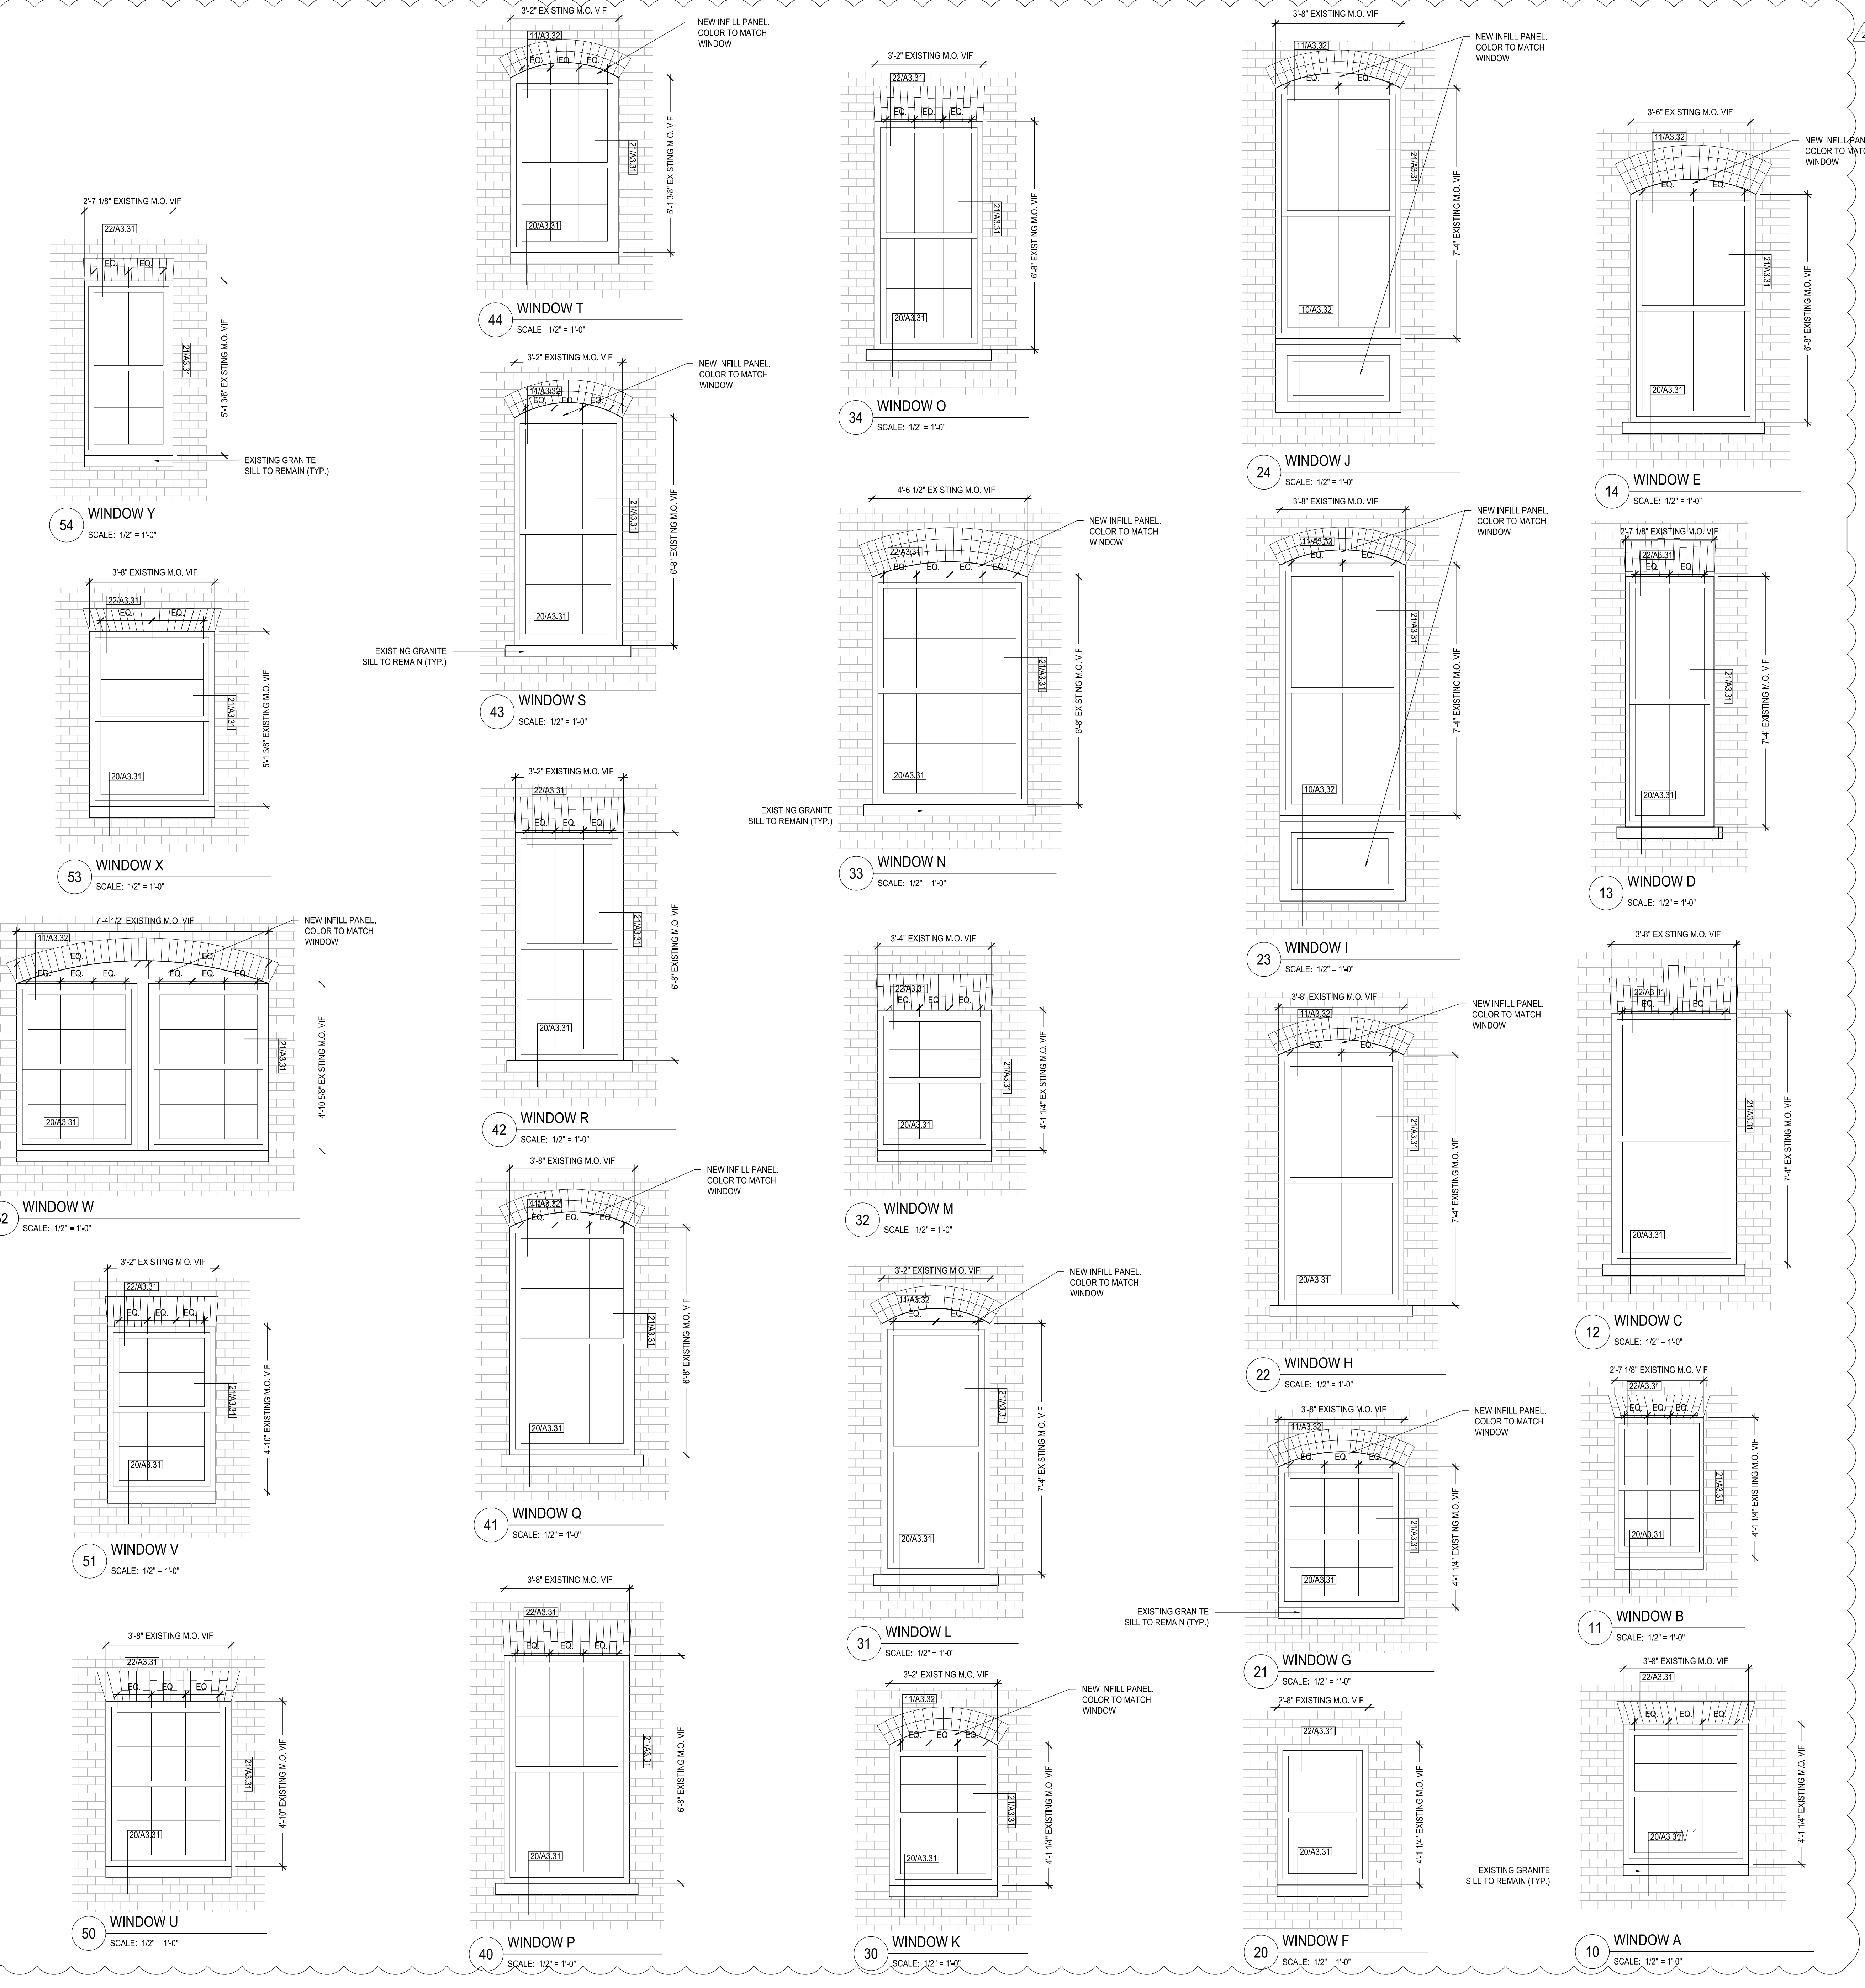 2'-7 1/8" EXISTING M.O. VIF
22/A3.31
EQ. EQ.
21/A3.31
5'-1 3/8" EXISTING M.O. VIF
EXISTING GRANITE
SILL TO REMAIN (TYP.)
54
WINDOW Y
SCALE: 1/2" = 1'-0"
3'-8" EXISTING M.O. VIF
22/A3.31
EQ. EQ.
21/A3.31
5'-1 3/8" EXISTING M.O. VIF
20/A3.31
53
WINDOW X
SCALE: 1/2" = 1'-0"
7'-4 1/2" EXISTING M.O. VIF
NEW INFILL PANEL.
COLOR TO MATCH
WINDOW
11/A3.32
EQ. EQ.
EQ. EQ. EQ. EQ. EQ. EQ.
21/A3.31
4'-10 5/8" EXISTING M.O. VIF
20/A3.31
52
WINDOW W
SCALE: 1/2" = 1'-0"
3'-2" EXISTING M.O. VIF
22/A3.31
EQ. EQ. EQ.
21/A3.31
4'-10" EXISTING M.O. VIF
20/A3.31
51
WINDOW V
SCALE: 1/2" = 1'-0"
3'-8" EXISTING M.O. VIF
22/A3.31
EQ. EQ. EQ.
21/A3.31
4'-10" EXISTING M.O. VIF
20/A3.31
50
WINDOW U
SCALE: 1/2" = 1'-0"
3'-2" EXISTING M.O. VIF
NEW INFILL PANEL.
COLOR TO MATCH
WINDOW
11/A3.32
EQ. EQ. EQ.
21/A3.31
5'-1 3/8" EXISTING M.O. VIF
20/A3.31
44
WINDOW T
SCALE: 1/2" = 1'-0"
3'-2" EXISTING M.O. VIF
NEW INFILL PANEL.
COLOR TO MATCH
WINDOW
11/A3.32
EQ. EQ. EQ.
21/A3.31
6'-8" EXISTING M.O. VIF
20/A3.31
EXISTING GRANITE
SILL TO REMAIN (TYP.)
43
WINDOW S
SCALE: 1/2" = 1'-0"
3'-2" EXISTING M.O. VIF
22/A3.31
EQ. EQ. EQ.
21/A3.31
6'-8" EXISTING M.O. VIF
20/A3.31
42
WINDOW R
SCALE: 1/2" = 1'-0"
3'-8" EXISTING M.O. VIF
NEW INFILL PANEL.
COLOR TO MATCH
WINDOW
11/A3.32
EQ. EQ. EQ.
21/A3.31
6'-8" EXISTING M.O. VIF
20/A3.31
41
WINDOW Q
SCALE: 1/2" = 1'-0"
3'-8" EXISTING M.O. VIF
22/A3.31
EQ. EQ. EQ.
21/A3.31
6'-8" EXISTING M.O. VIF
20/A3.31
40
WINDOW P
SCALE: 1/2" = 1'-0"
3'-2" EXISTING M.O. VIF
22/A3.31
EQ. EQ. EQ.
21/A3.31
6'-8" EXISTING M.O. VIF
20/A3.31
34
WINDOW O
SCALE: 1/2" = 1'-0"
4'-6 1/2" EXISTING M.O. VIF
NEW INFILL PANEL.
COLOR TO MATCH
WINDOW
22/A3.31
EQ. EQ. EQ. EQ.
21/A3.31
6'-8" EXISTING M.O. VIF
20/A3.31
EXISTING GRANITE
SILL TO REMAIN (TYP.)
33
WINDOW N
SCALE: 1/2" = 1'-0"
3'-4" EXISTING M.O. VIF
22/A3.31
EQ. EQ. EQ.
21/A3.31
4'-1 1/4" EXISTING M.O. VIF
20/A3.31
32
WINDOW M
SCALE: 1/2" = 1'-0"
3'-2" EXISTING M.O. VIF
NEW INFILL PANEL.
COLOR TO MATCH
WINDOW
11/A3.32
EQ. EQ.
21/A3.31
7'-4" EXISTING M.O. VIF
20/A3.31
31
WINDOW L
SCALE: 1/2" = 1'-0"
3'-2" EXISTING M.O. VIF
NEW INFILL PANEL.
COLOR TO MATCH
WINDOW
11/A3.32
EQ. EQ. EQ.
21/A3.31
4'-1 1/4" EXISTING M.O. VIF
20/A3.31
30
WINDOW K
SCALE: 1/2" = 1'-0"
3'-8" EXISTING M.O. VIF
NEW INFILL PANEL.
COLOR TO MATCH
WINDOW
11/A3.32
EQ. EQ.
21/A3.31
7'-4" EXISTING M.O. VIF
10/A3.32
24
WINDOW J
SCALE: 1/2" = 1'-0"
3'-8" EXISTING M.O. VIF
NEW INFILL PANEL.
COLOR TO MATCH
WINDOW
11/A3.32
EQ. EQ.
21/A3.31
7'-4" EXISTING M.O. VIF
10/A3.32
23
WINDOW I
SCALE: 1/2" = 1'-0"
3'-8" EXISTING M.O. VIF
NEW INFILL PANEL.
COLOR TO MATCH
WINDOW
11/A3.32
EQ. EQ.
21/A3.31
7'-4" EXISTING M.O. VIF
20/A3.31
22
WINDOW H
SCALE: 1/2" = 1'-0"
3'-8" EXISTING M.O. VIF
NEW INFILL PANEL.
COLOR TO MATCH
WINDOW
11/A3.32
EQ. EQ. EQ.
21/A3.31
4'-1 1/4" EXISTING M.O. VIF
20/A3.31
EXISTING GRANITE
SILL TO REMAIN (TYP.)
21
WINDOW G
SCALE: 1/2" = 1'-0"
2'-8" EXISTING M.O. VIF
22/A3.31
4'-1 1/4" EXISTING M.O. VIF
20/A3.31
20
WINDOW F
SCALE: 1/2" = 1'-0"
2
3'-6" EXISTING M.O. VIF
NEW INFILL PAN
COLOR TO MATC
WINDOW
11/A3.32
EQ. EQ.
21/A3.31
6'-8" EXISTING M.O. VIF
20/A3.31
14
WINDOW E
SCALE: 1/2" = 1'-0"
2'-7 1/8" EXISTING M.O. VIF
22/A3.31
EQ. EQ.
21/A3.31
7'-4" EXISTING M.O. VIF
20/A3.31
13
WINDOW D
SCALE: 1/2" = 1'-0"
3'-8" EXISTING M.O. VIF
22/A3.31
EQ. EQ.
21/A3.31
7'-4" EXISTING M.O. VIF
20/A3.31
12
WINDOW C
SCALE: 1/2" = 1'-0"
2'-7 1/8" EXISTING M.O. VIF
22/A3.31
EQ. EQ. EQ.
21/A3.31
4'-1 1/4" EXISTING M.O. VIF
20/A3.31
11
WINDOW B
SCALE: 1/2" = 1'-0"
3'-8" EXISTING M.O. VIF
22/A3.31
EQ. EQ. EQ.
4'-1 1/4" EXISTING M.O. VIF
20/A3.31
EXISTING GRANITE
SILL TO REMAIN (TYP.)
10
WINDOW A
SCALE: 1/2" = 1'-0"